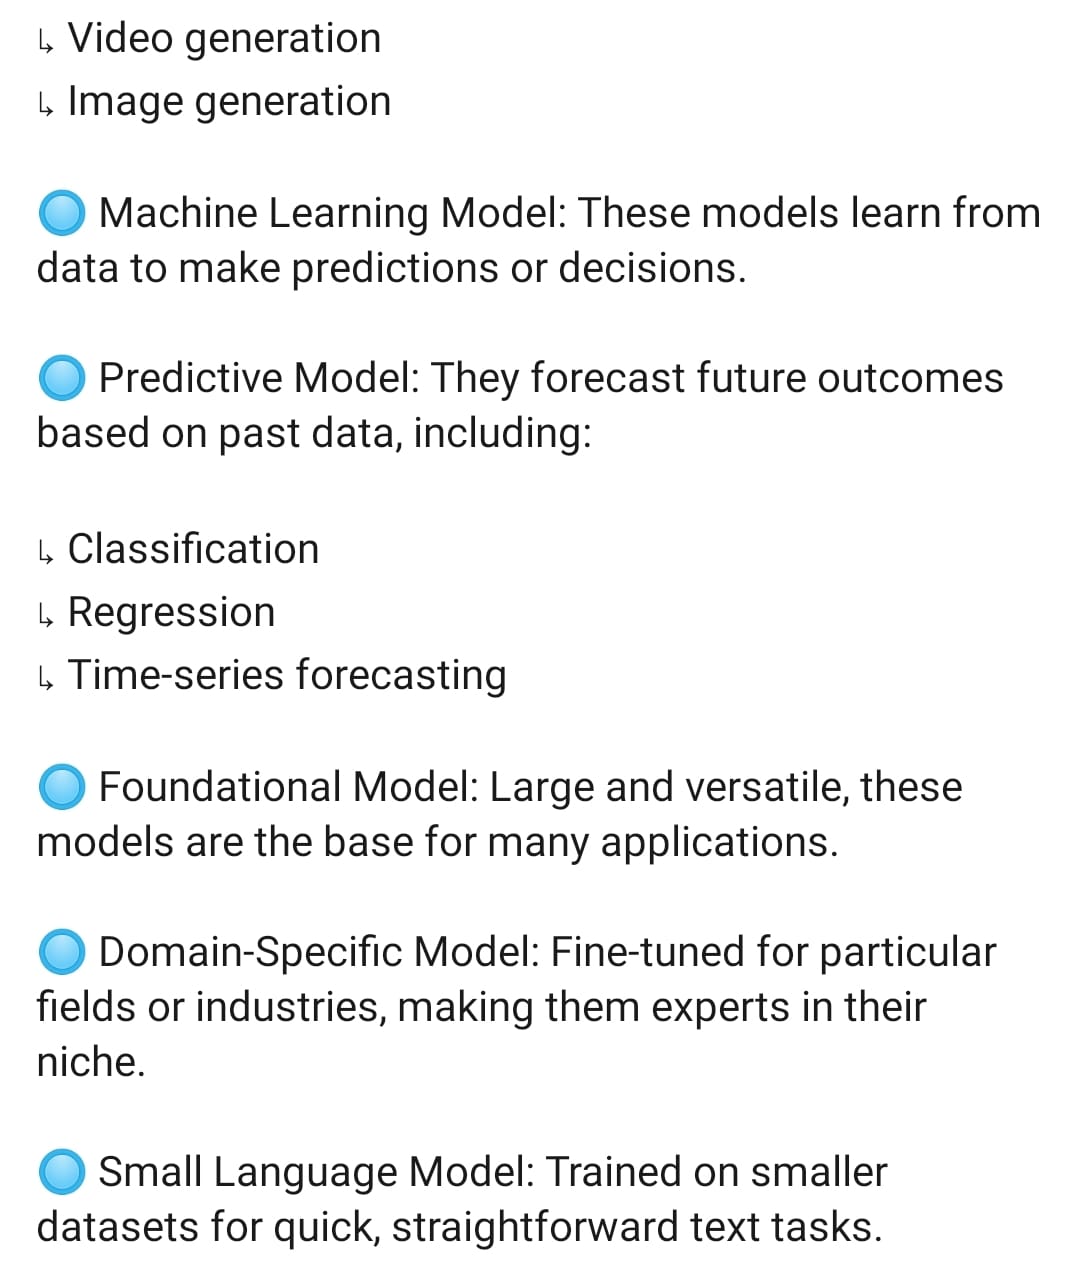 ↳ Video generation
↳ Image generation
🔵 Machine Learning Model: These models learn from
data to make predictions or decisions.
🔵 Predictive Model: They forecast future outcomes
based on past data, including:
↳ Classification
↳ Regression
↳ Time-series forecasting
🔵 Foundational Model: Large and versatile, these
models are the base for many applications.
🔵 Domain-Specific Model: Fine-tuned for particular
fields or industries, making them experts in their
niche.
🔵 Small Language Model: Trained on smaller
datasets for quick, straightforward text tasks.